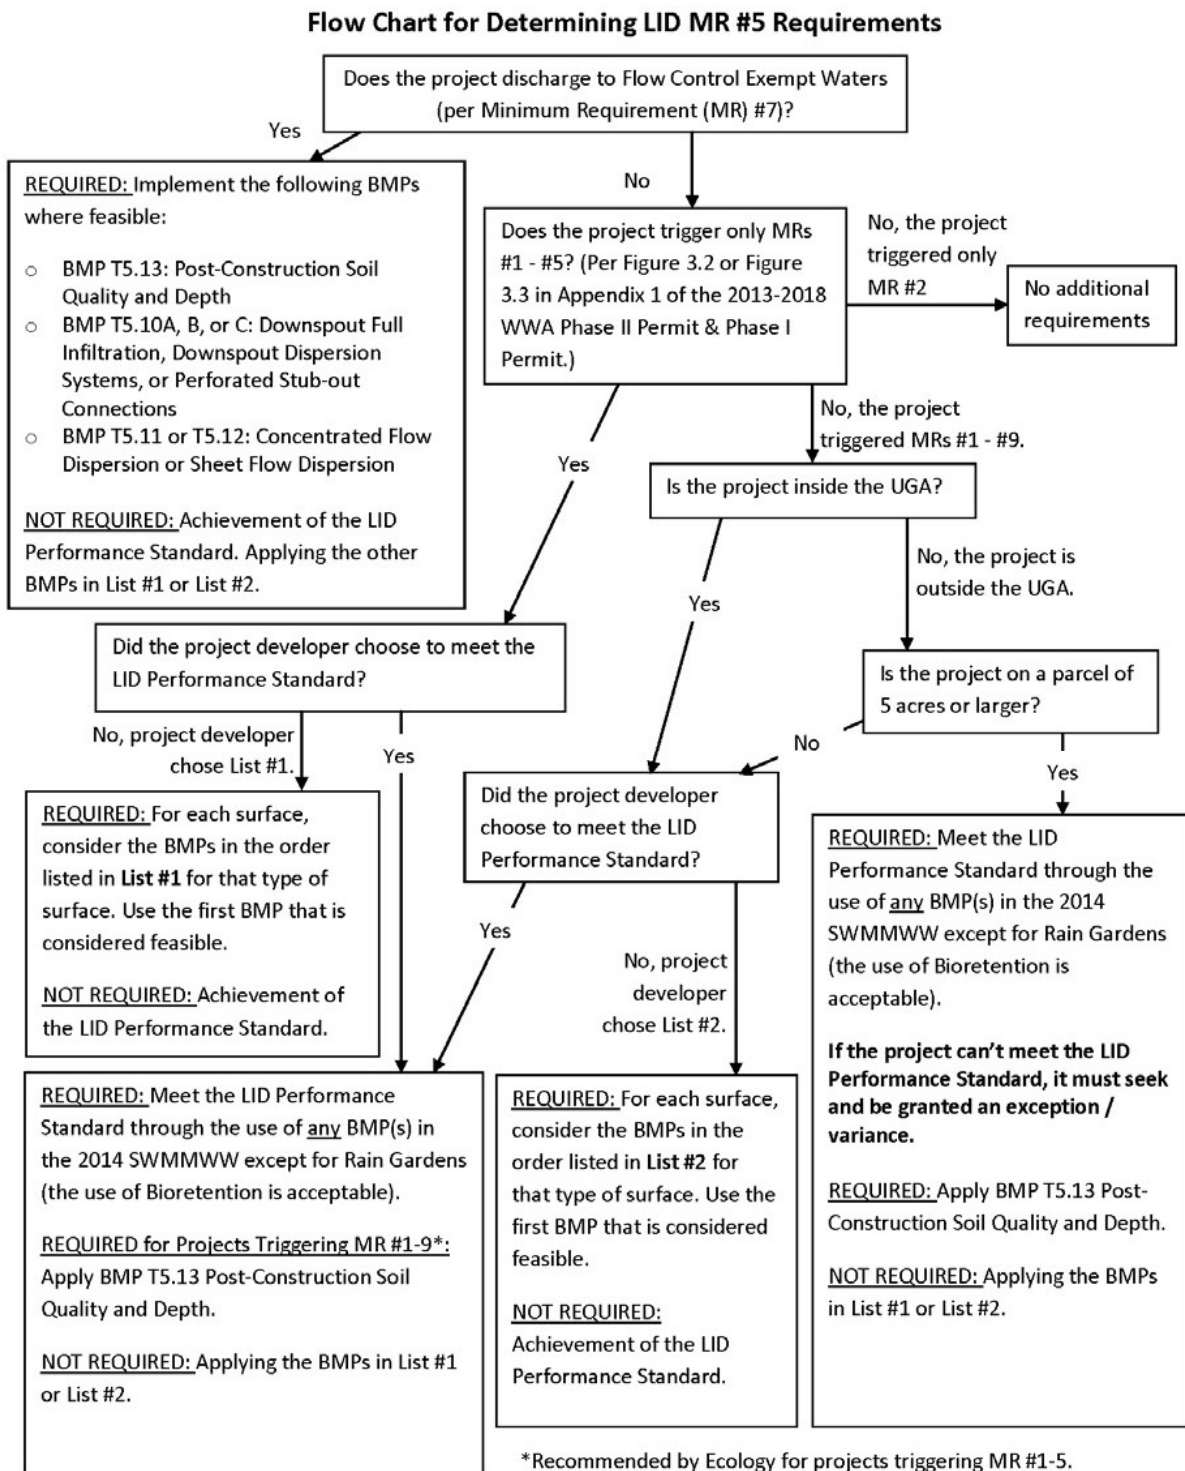 Flow Chart for Determining LID MR #5 Requirements
Does the project discharge to Flow Control Exempt Waters
(per Minimum Requirement (MR) #7)?
Yes
No
REQUIRED: Implement the following BMPs
where feasible:
o BMP T5.13: Post-Construction Soil
Quality and Depth
o BMP T5.10A, B, or C: Downspout Full
Infiltration, Downspout Dispersion
Systems, or Perforated Stub-out
Connections
o BMP T5.11 or T5.12: Concentrated Flow
Dispersion or Sheet Flow Dispersion
NOT REQUIRED: Achievement of the LID
Performance Standard. Applying the other
BMPs in List #1 or List #2.
Does the project trigger only MRs
#1 - #5? (Per Figure 3.2 or Figure
3.3 in Appendix 1 of the 2013-2018
WWA Phase II Permit & Phase I
Permit.)
No, the project
triggered only
MR #2
No additional
requirements
Yes
No, the project
triggered MRs #1 - #9.
Is the project inside the UGA?
Yes
No, the project is
outside the UGA.
Did the project developer choose to meet the
LID Performance Standard?
Is the project on a parcel of
5 acres or larger?
No, project developer
chose List #1.
Yes
No
Yes
REQUIRED: For each surface,
consider the BMPs in the order
listed in List #1 for that type of
surface. Use the first BMP that is
considered feasible.
NOT REQUIRED: Achievement of
the LID Performance Standard.
Did the project developer
choose to meet the LID
Performance Standard?
Yes
No, project
developer
chose List #2.
REQUIRED: Meet the LID
Performance Standard through the
use of any BMP(s) in the 2014
SWMMWW except for Rain Gardens
(the use of Bioretention is
acceptable).
If the project can't meet the LID
Performance Standard, it must seek
and be granted an exception /
variance.
REQUIRED: Apply BMP T5.13 Post-
Construction Soil Quality and Depth.
NOT REQUIRED: Applying the BMPs
in List #1 or List #2.
REQUIRED: Meet the LID Performance
Standard through the use of any BMP(s) in
the 2014 SWMMWW except for Rain Gardens
(the use of Bioretention is acceptable).
REQUIRED for Projects Triggering MR #1-9*:
Apply BMP T5.13 Post-Construction Soil
Quality and Depth.
NOT REQUIRED: Applying the BMPs in List #1
or List #2.
REQUIRED: For each surface,
consider the BMPs in the
order listed in List #2 for
that type of surface. Use the
first BMP that is considered
feasible.
NOT REQUIRED:
Achievement of the LID
Performance Standard.
*Recommended by Ecology for projects triggering MR #1-5.